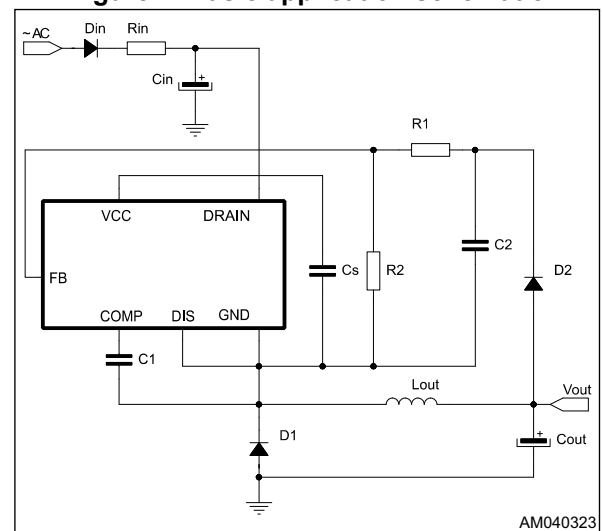 ~AC
Din
Rin
Cin
+
R1
VCC
DRAIN
FB
Cs
R2
C2
D2
COMP
DIS
GND
C1
Lout
Vout
D1
+
Cout
AM040323